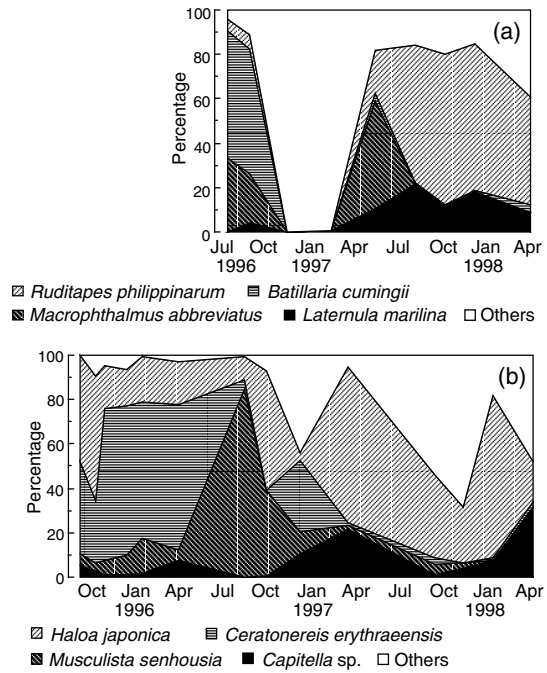 (a)
Percentage
100
80
60
40
20
0
Jul Oct Jan Apr Jul Oct Jan Apr
1996 1997 1998
Ruditapes philippinarum Batillaria cumingii
Macrophthalmus abbreviatus Laternula marilina Others
(b)
Percentage
100
80
60
40
20
0
Oct Jan Apr Jul Oct Jan Apr Jul Oct Jan Apr
1996 1997 1998
Haloa japonica Ceratonereis erythraeensis
Musculista senhousia Capitella sp. Others